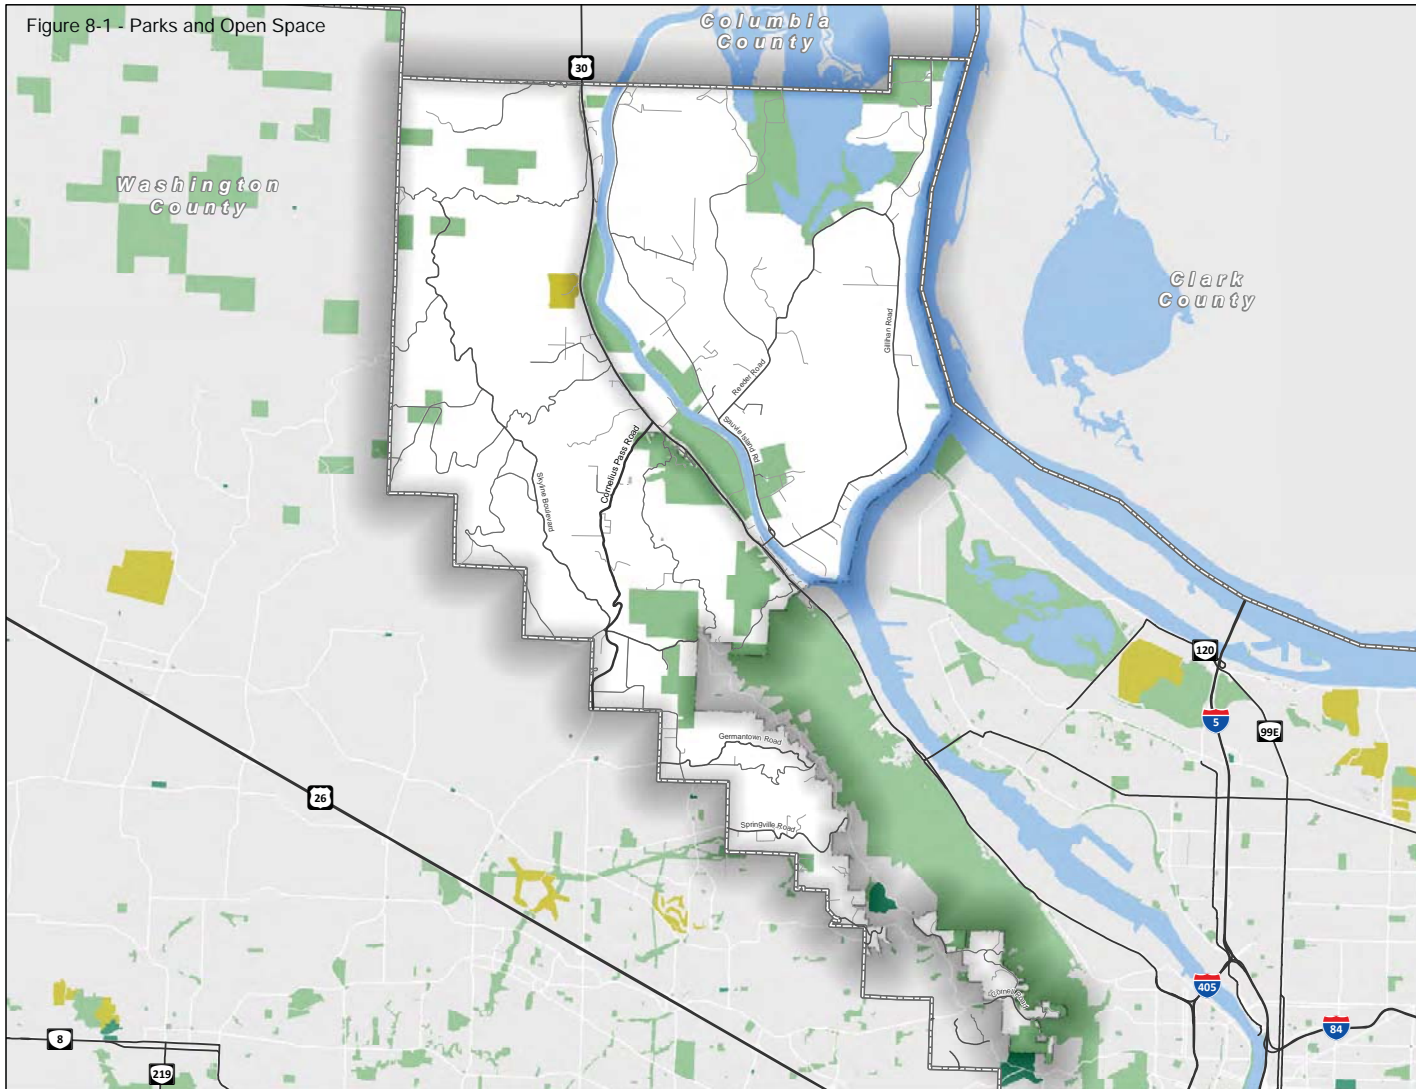 Figure 8-1 - Parks and Open Space
Columbia
County
30
Washington
County
Clark
County
Gillihan Road
Reeder Road
Sauvie Island Rd
Cornelius Pass Road
Skyline Boulevard
120
5
99E
Germantown Road
26
Springville Road
405
Cornell Road
84
8
219